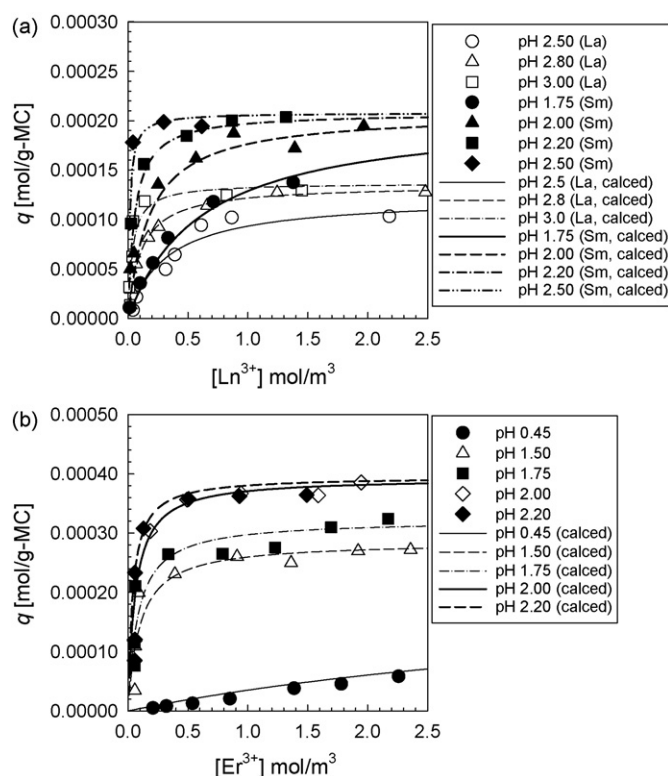 (a)
0.00030
0.00025
0.00020
0.00015
0.00010
0.00005
0.00000
q [mol/g-MC]
0.0 0.5 1.0 1.5 2.0 2.5
[Ln³⁺] mol/m³
pH 2.50 (La)
pH 2.80 (La)
pH 3.00 (La)
pH 1.75 (Sm)
pH 2.00 (Sm)
pH 2.20 (Sm)
pH 2.50 (Sm)
pH 2.5 (La, calced)
pH 2.8 (La, calced)
pH 3.0 (La, calced)
pH 1.75 (Sm, calced)
pH 2.00 (Sm, calced)
pH 2.20 (Sm, calced)
pH 2.50 (Sm, calced)
(b)
0.00050
0.00040
0.00030
0.00020
0.00010
0.00000
q [mol/g-MC]
0.0 0.5 1.0 1.5 2.0 2.5
[Er³⁺] mol/m³
pH 0.45
pH 1.50
pH 1.75
pH 2.00
pH 2.20
pH 0.45 (calced)
pH 1.50 (calced)
pH 1.75 (calced)
pH 2.00 (calced)
pH 2.20 (calced)